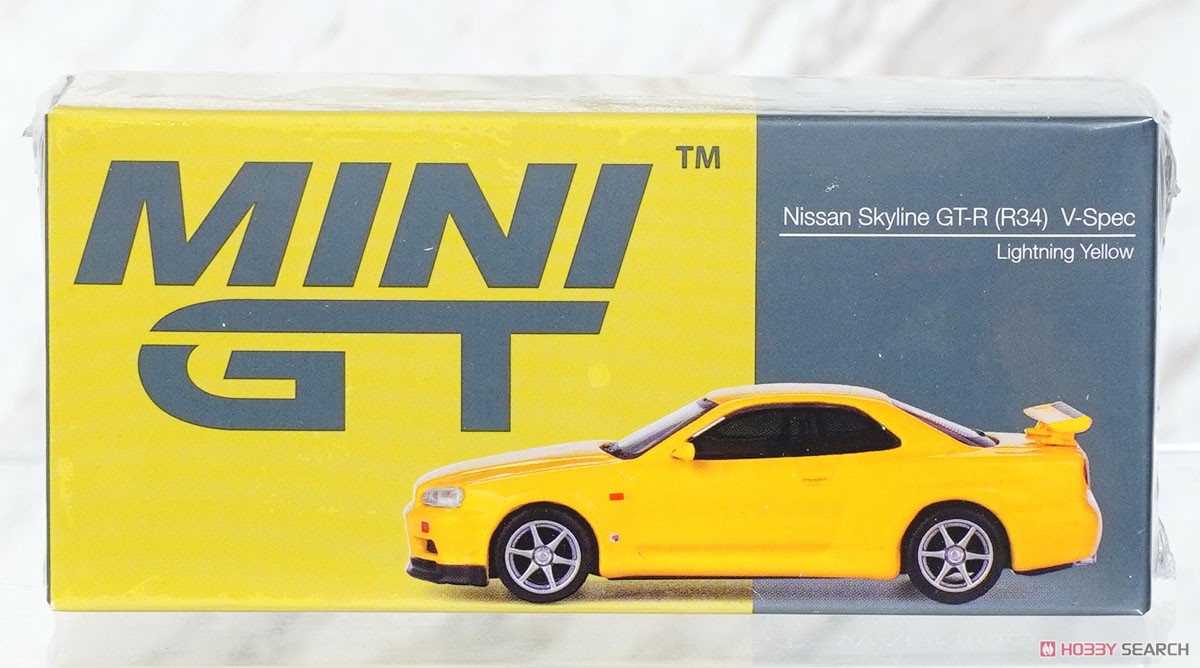 MINI
GT
TM
Nissan Skyline GT-R (R34) V-Spec
Lightning Yellow
HOBBY SEARCH